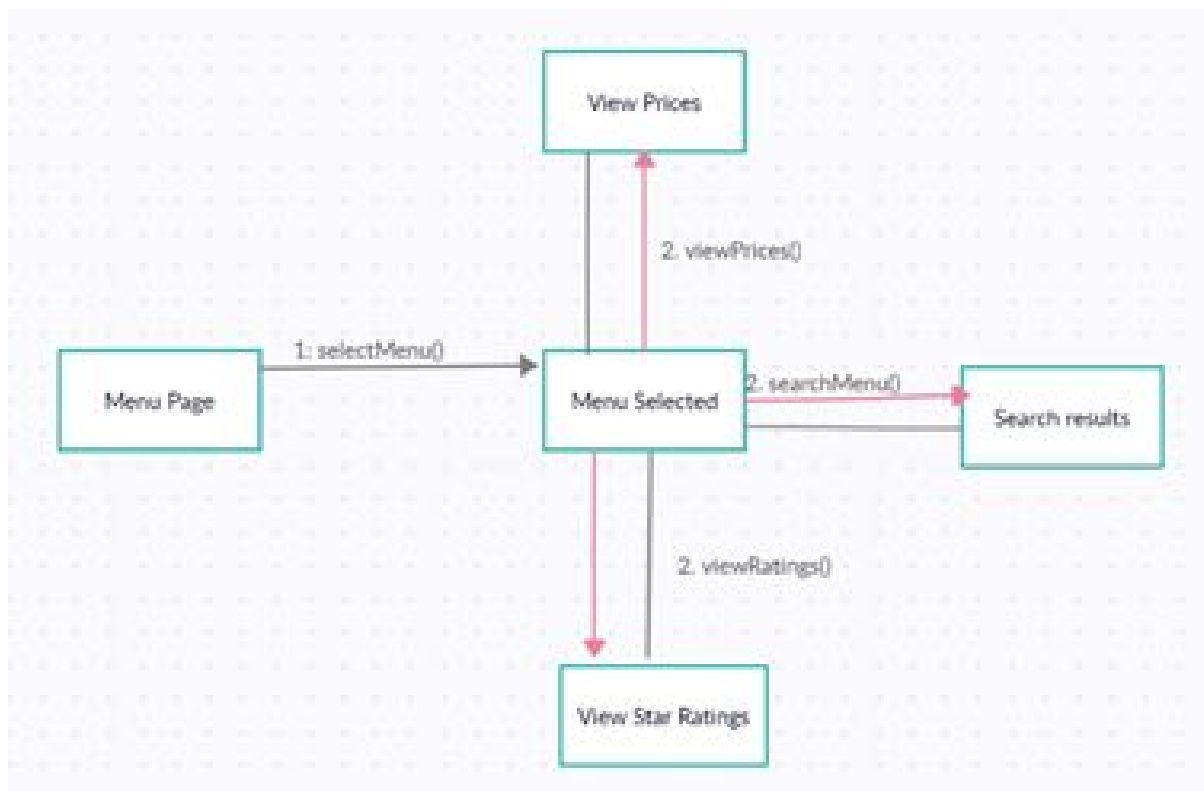 View Prices
2. viewPrices()
1: selectMenu()
Menu Page
Menu Selected
2. searchMenu()
Search results
2. viewRatings()
View Star Ratings